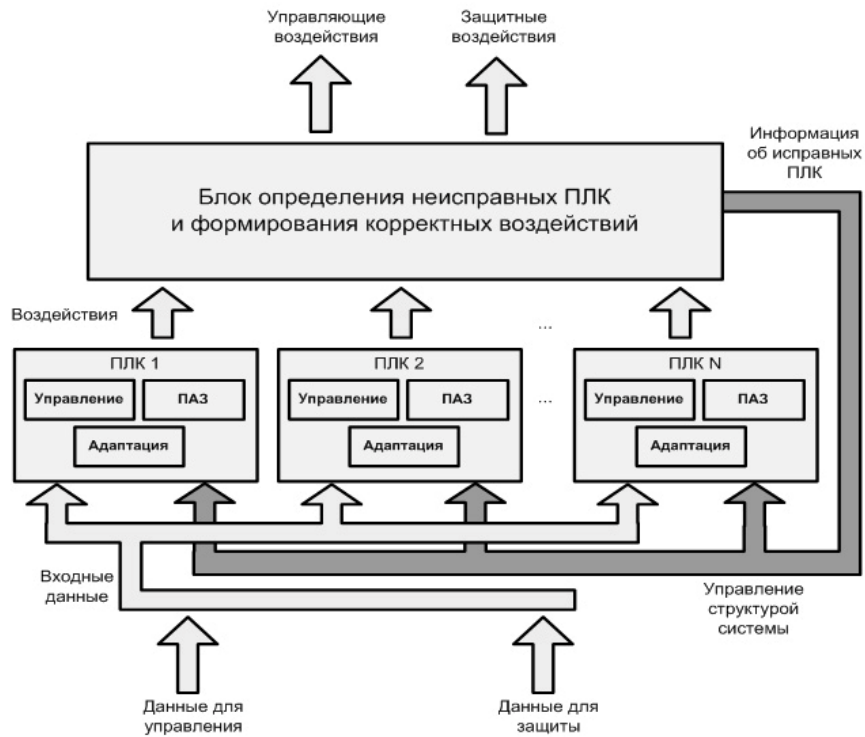 Управляющие
воздействия
Защитные
воздействия
Информация
об исправных
ПЛК
Блок определения неисправных ПЛК
и формирования корректных воздействий
Воздействия
...
ПЛК 1
Управление
ПАЗ
Адаптация
ПЛК 2
Управление
ПАЗ
Адаптация
...
ПЛК N
Управление
ПАЗ
Адаптация
Входные
данные
Управление
структурой
системы
Данные для
управления
Данные для
защиты